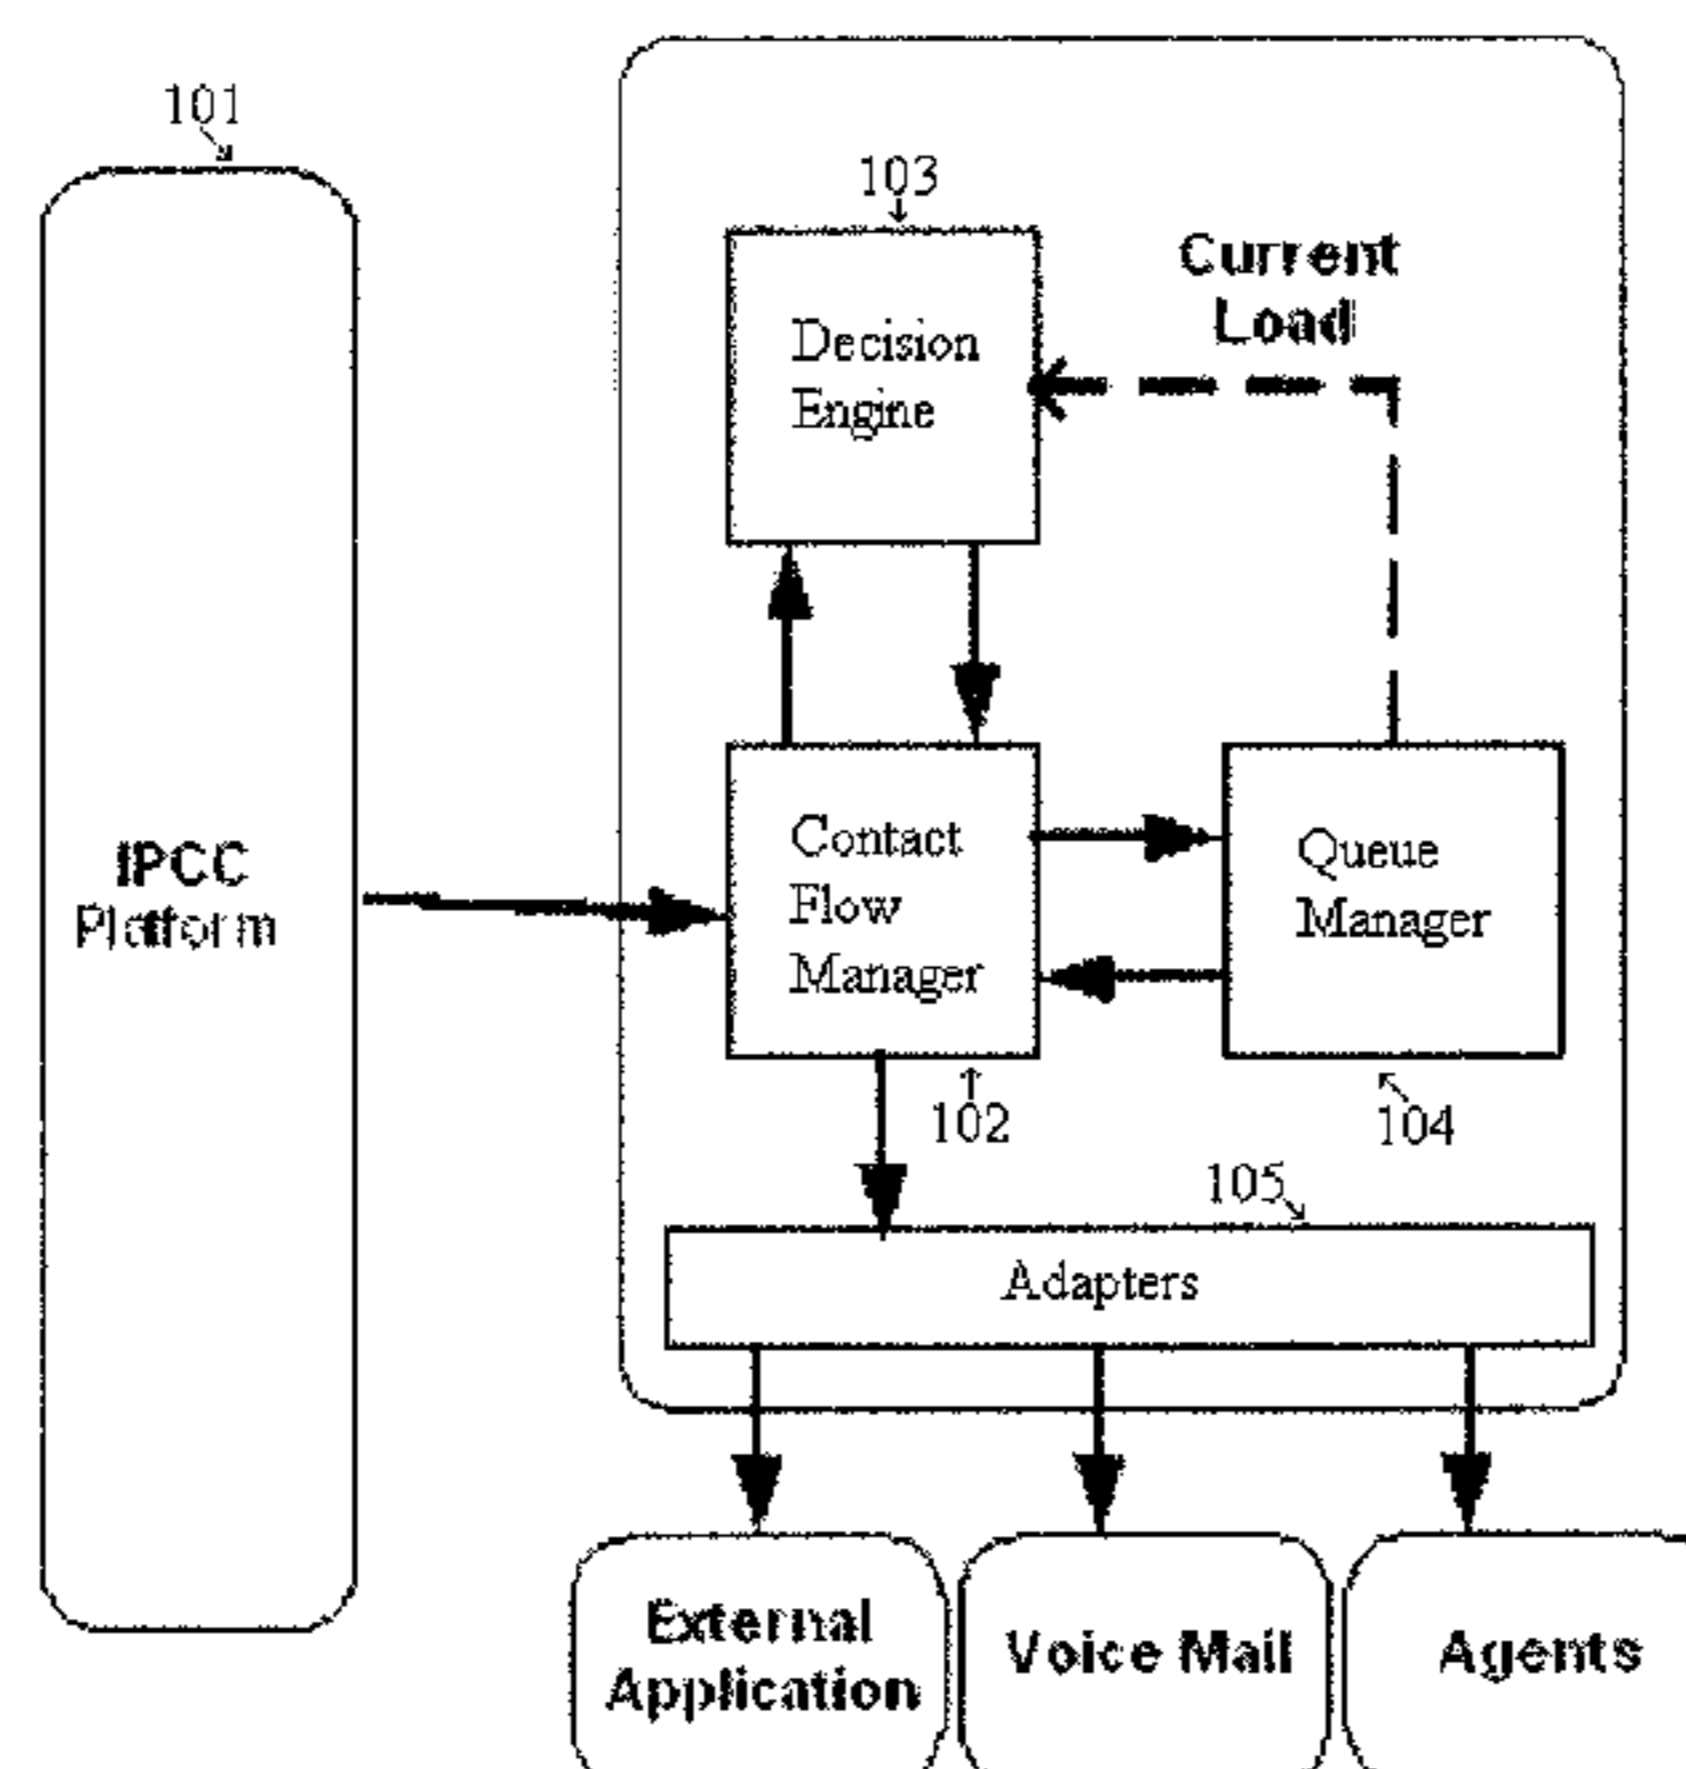 101
103
Current
Load
Decision
Engine
IPCC
Platform
Contact
Flow
Manager
Queue
Manager
102
104
105
Adapters
External
Application
Voice Mail
Agents